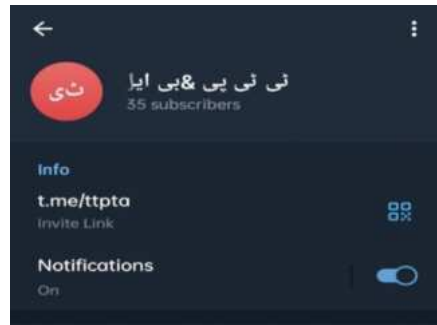 ٹی ٹی پی &بی ایل
ٹی
35 subscribers
Info
t.me/ttpta
Invite Link
Notifications
On